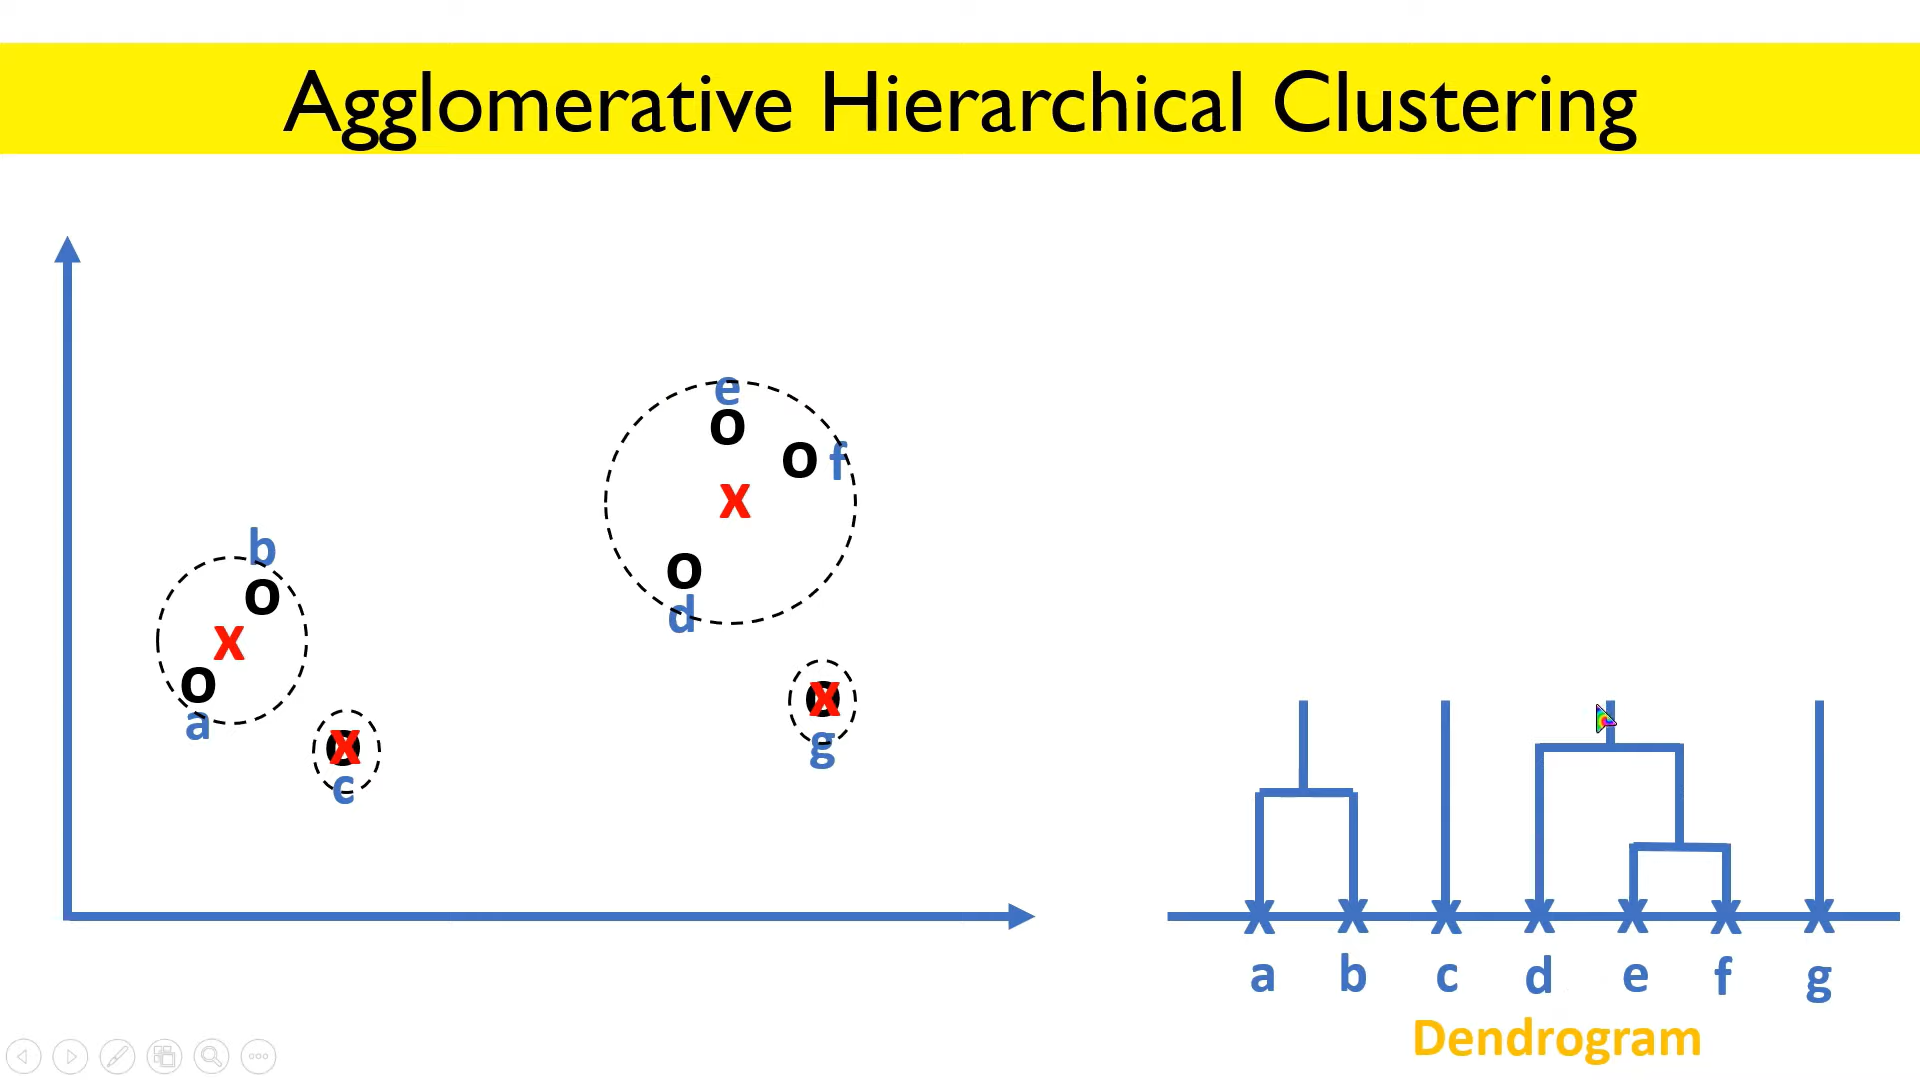 Agglomerative Hierarchical Clustering
e
o
o f
x
b
o
o
d
x
o
a
x
g
x
c
x x x x x x x
a b c d e f g
Dendrogram